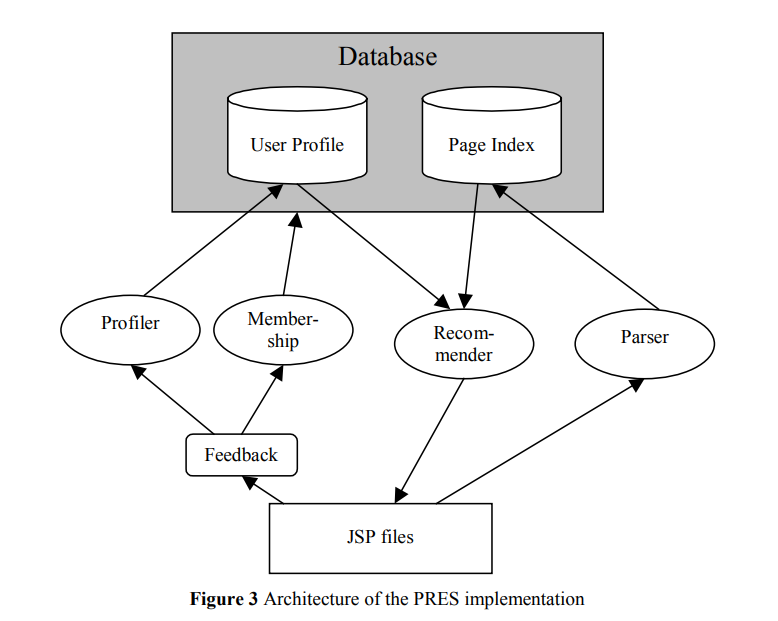 Database
User Profile
Page Index
Profiler
Member-
ship
Recom-
mender
Parser
Feedback
JSP files
Figure 3 Architecture of the PRES implementation